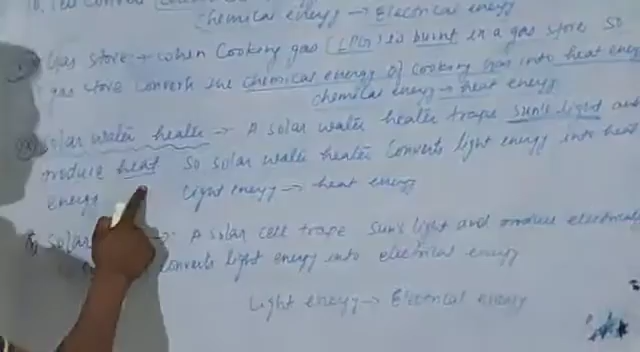 Chemical energy → Electrical energy
Gas stove → When Cooking gas (LPG) is burnt in a gas stove so
gas stove convert the chemical energy of cooking gas into heat energy
chemical energy → heat energy
Solar water heater → A solar water heater traps sun's light and
produce heat so solar water heater converts light energy into heat
energy light energy → heat energy
Solar → A solar cell traps sun's light and produce electrical
converts light energy into electrical energy
Light energy → Electrical energy